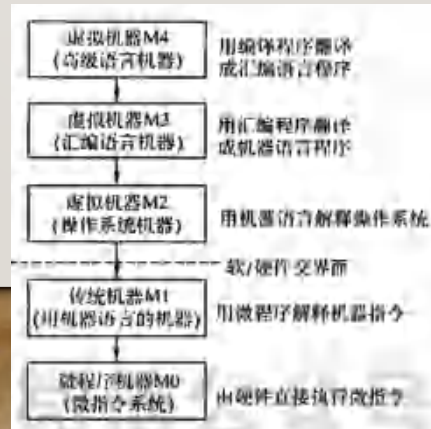 虚拟机器M4
(高级语言机器)
用编译程序翻译
成汇编语言程序
虚拟机器M3
(汇编语言机器)
用汇编程序翻译
成机器语言程序
虚拟机器M2
(操作系统机器)
用机器语言解释操作系统
软/硬件交界面
传统机器M1
(用机器语言的机器)
用微程序解释机器指令
微程序机器M0
(微指令系统)
由硬件直接执行微指令